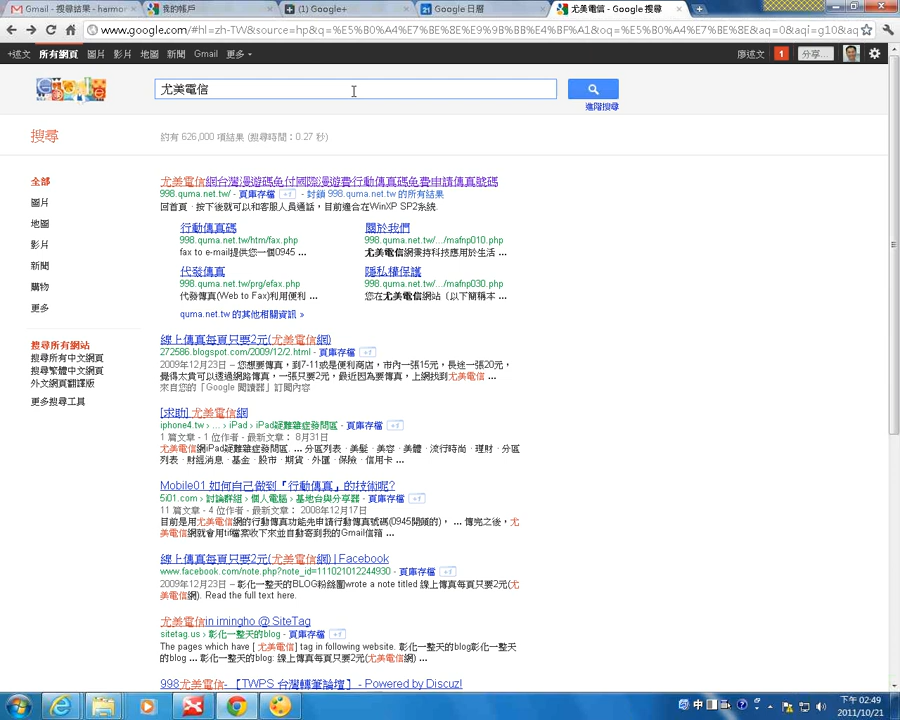 Gmail - 搜尋結果 - harmor
我的帳戶
(1) Google+
Google 日曆
尤美電信 - Google 搜尋
www.google.com/#hl=zh-TW&source=hp&q=%E5%B0%A4%E7%BE%8E%E9%9B%BB%E4%BF%A1&oq=%E5%B0%A4%E7%BE%8E&aq=0&aqi=g10&aq
+述文 所有網頁 圖片 影片 地圖 新聞 Gmail 更多
廖述文 1 分享...
尤美電信
進階搜尋
搜尋
約有 626,000 項結果 (搜尋時間：0.27 秒)
全部
圖片
地圖
影片
新聞
購物
更多
搜尋所有網站
搜尋所有中文網頁
搜尋繁體中文網頁
外文網頁翻譯版
更多搜尋工具
尤美電信網台灣漫遊碼免付國際漫遊費行動傳真碼免費申請傳真號碼
998.quma.net.tw/ - 頁庫存檔 +1 - 封鎖 998.quma.net.tw 的所有結果
回首頁 · 按下後就可以和客服人員通話，目前適合在WinXP SP2系統.
行動傳真碼
998.quma.net.tw/htm/fax.php
fax to e-mail提供您一個0945 ...
關於我們
998.quma.net.tw/.../mafnp010.php
尤美電信網秉持科技應用於生活 ...
代發傳真
998.quma.net.tw/prg/efax.php
代發傳真(Web to Fax)利用便利 ...
隱私權保護
998.quma.net.tw/.../mafnp030.php
您在尤美電信網站〔以下簡稱本 ...
quma.net.tw 的其他相關資訊 »
線上傳真每頁只要2元(尤美電信網)
272586.blogspot.com/2009/12/2.html - 頁庫存檔 +1
2009年12月23日 – 您想要傳真，到7-11或是便利商店，市內一張15元，長途一張20元，
覺得太貴可以透過網路傳真，一張只要2元，最近因為要傳真，上網找到尤美電信 ...
來自您的「Google 閱讀器」訂閱內容
[求助] 尤美電信網
iphone4.tw › ... › iPad › iPad疑難雜症發問區 - 頁庫存檔 +1
1 篇文章 - 1 位作者 - 最新文章： 8月31日
尤美電信網iPad疑難雜症發問區. ... 分區列表 · 美髮 · 美容 · 美體 · 流行時尚 · 理財 · 分區
列表 · 財經消息 · 基金 · 股市 · 期貨 · 外匯 · 保險 · 信用卡 ...
Mobile01 如何自己做到「行動傳真」的技術呢?
5i01.com › 討論群組 › 個人電腦 › 基地台與分享器 - 頁庫存檔 +1
11 篇文章 - 4 位作者 - 最新文章： 2008年12月17日
目前是用尤美電信網的行動傳真功能先申請行動傳真號碼(0945開頭的)， ... 傳完之後，尤
美電信網就會用tif檔案收下來並自動寄到我的Gmail信箱 ...
線上傳真每頁只要2元(尤美電信網) | Facebook
www.facebook.com/note.php?note_id=111021012244930 - 頁庫存檔 +1
2009年12月23日 – 彰化一整天的BLOG粉絲團wrote a note titled 線上傳真每頁只要2元(尤
美電信網). Read the full text here.
尤美電信in imingho @ SiteTag
sitetag.us › 彰化一整天的blog - 頁庫存檔 +1
The pages which have [ 尤美電信] tag in following website. 彰化一整天的blog彰化一整天
的blog ... 彰化一整天的blog: 線上傳真每頁只要2元(尤美電信網) ...
998尤美電信- 【TWPS 台灣轉筆論壇】 - Powered by Discuz!
中
下午 02:49
2011/10/21